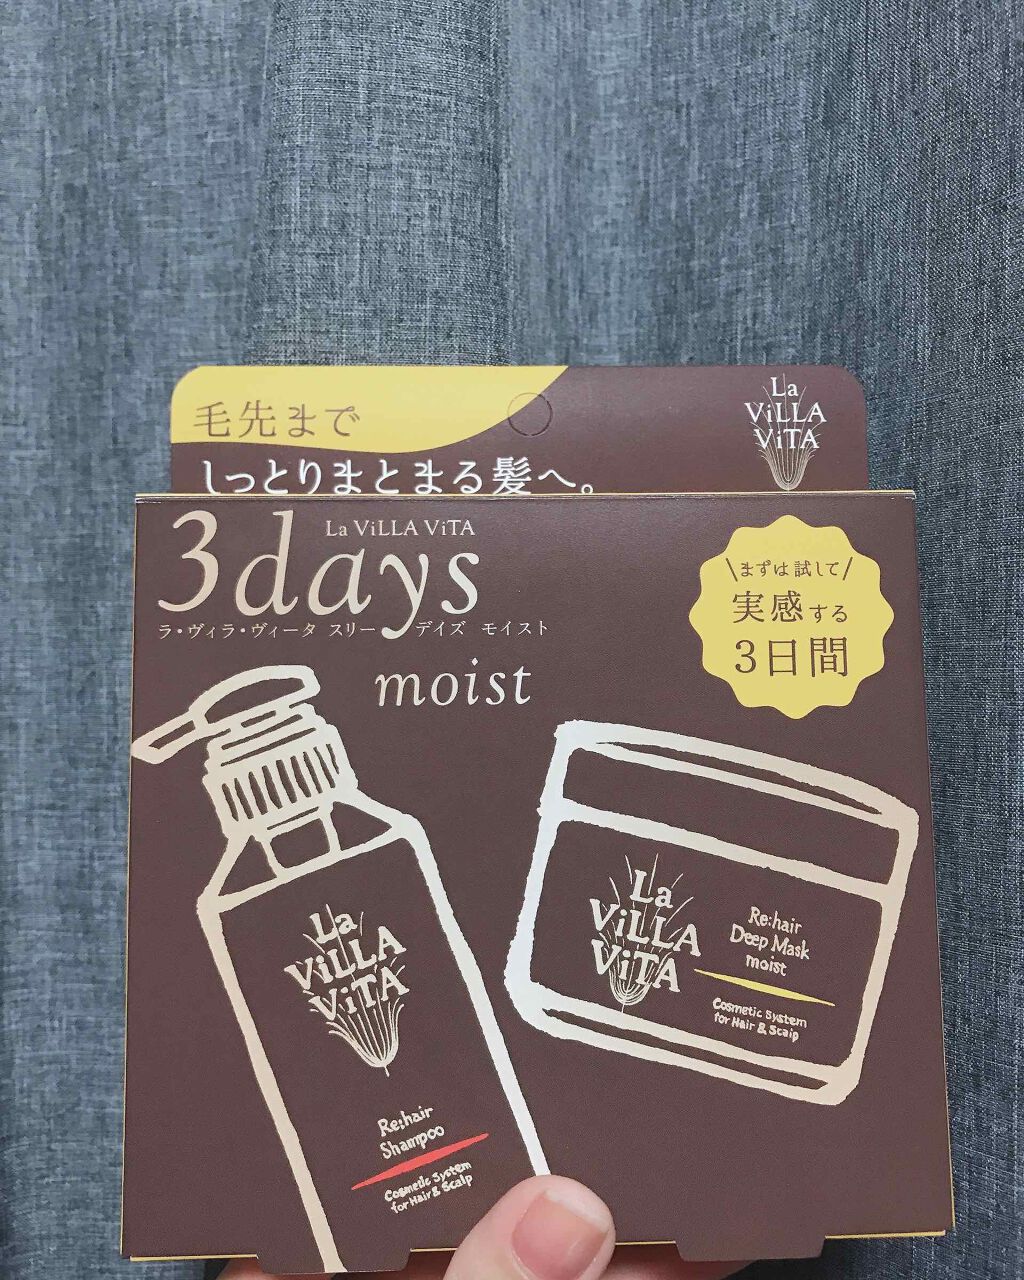 毛先まで
しっとりまとまる髪へ。
La
ViLLA
ViTA
La ViLLA ViTA
3days
ラ・ヴィラ・ヴィータ スリーデイズ モイスト
moist
\まずは試して/
実感する
3日間
La
ViLLA
ViTA
Re:hair
Shampoo
Cosmetic System
for Hair & Scalp
La
ViLLA
ViTA
Re:hair
Deep Mask
moist
Cosmetic System
for Hair & Scalp